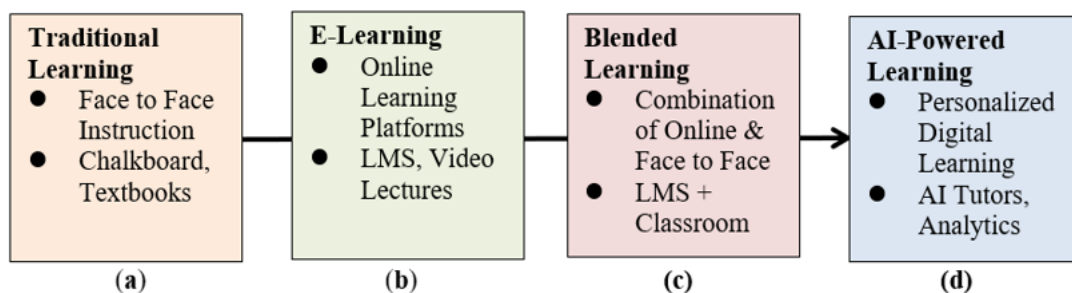 Traditional
Learning
● Face to Face
Instruction
● Chalkboard,
Textbooks
(a)
E-Learning
● Online
Learning
Platforms
● LMS, Video
Lectures
(b)
Blended
Learning
● Combination
of Online &
Face to Face
● LMS +
Classroom
(c)
AI-Powered
Learning
● Personalized
Digital
Learning
● AI Tutors,
Analytics
(d)